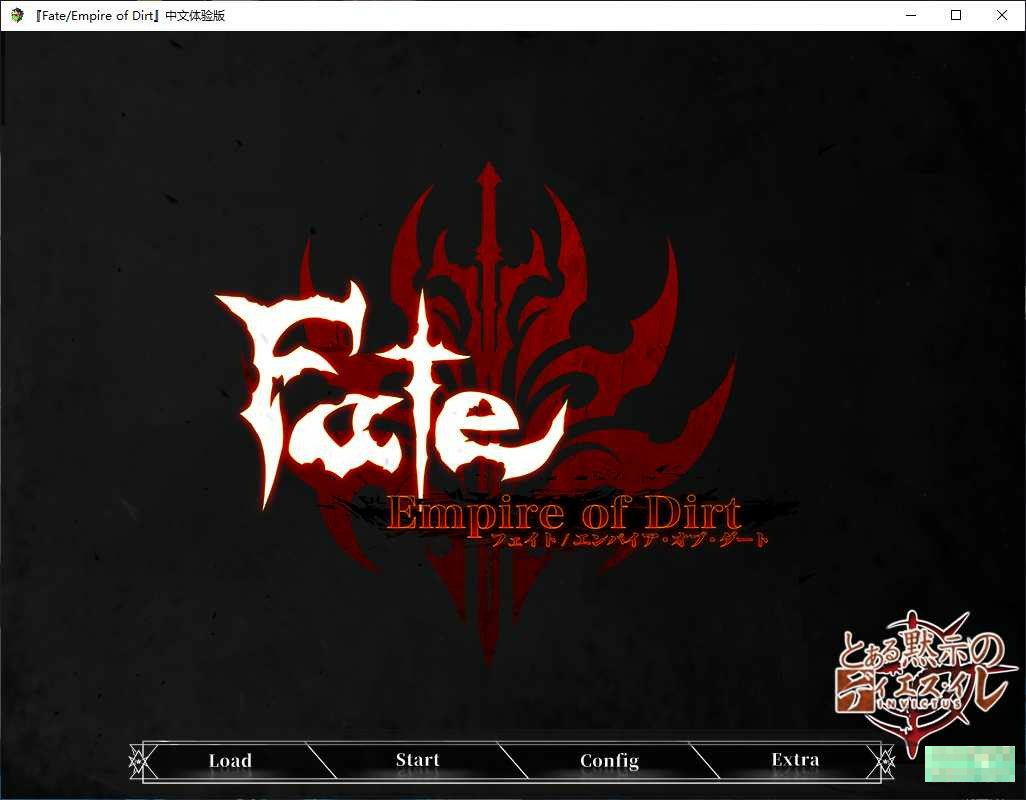 『Fate/Empire of Dirt』中文体验版
Fate
Empire of Dirt
フェイト/エンパイア・オブ・ダート
とある黙示の
ディエス・イレ
INVICTUS
Load Start Config Extra